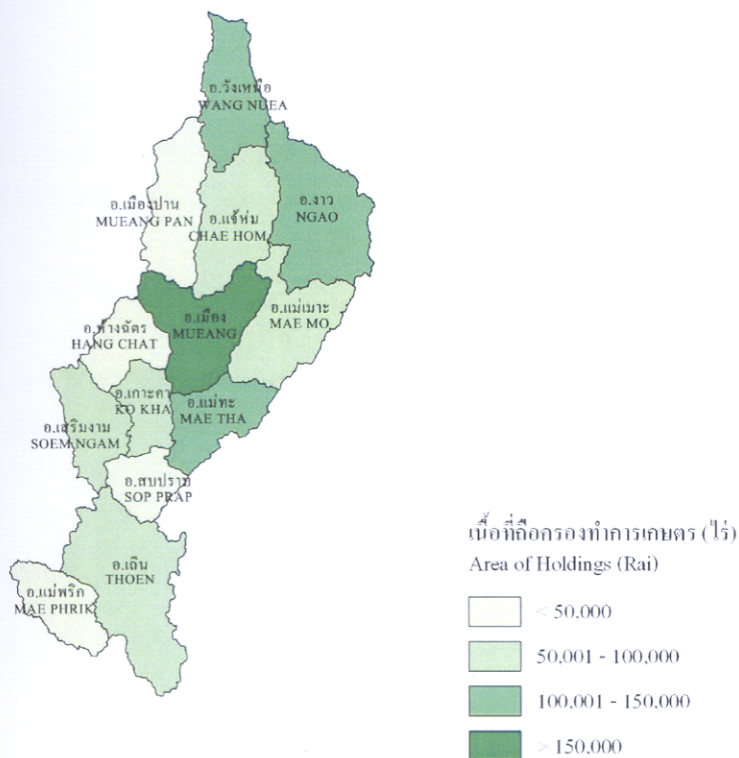 อ.วังเหนือ
WANG NUEA
อ.เมืองปาน
MUEANG PAN
อ.แจ้ห่ม
CHAE HOM
อ.งาว
NGAO
อ.เมือง
MUEANG
อ.แม่เมาะ
MAE MO
อ.ห้างฉัตร
HANG CHAT
อ.เกาะคา
KO KHA
อ.แม่ทะ
MAE THA
อ.เสริมงาม
SOEM NGAM
อ.สบปราบ
SOP PRAP
อ.เถิน
THOEN
อ.แม่พริก
MAE PHRIK
เนื้อที่ถือครองทำการเกษตร (ไร่)
Area of Holdings (Rai)
< 50,000
50,001 - 100,000
100,001 - 150,000
> 150,000